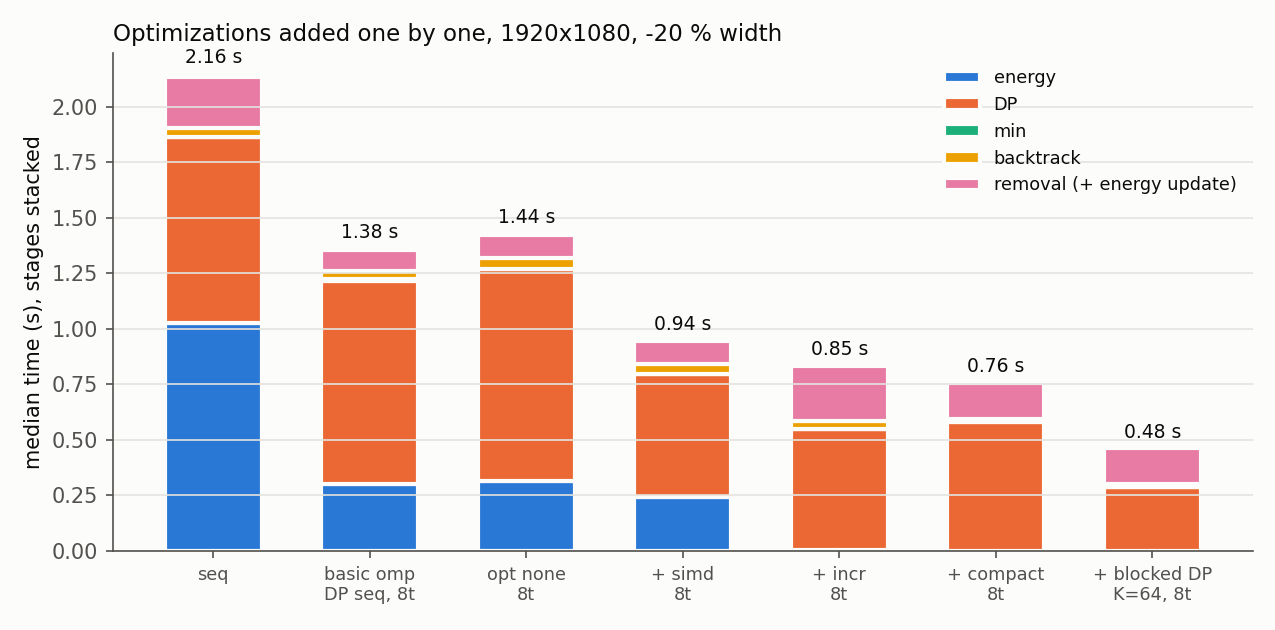 Optimizations added one by one, 1920x1080, -20 % width
median time (s), stages stacked
2.00
1.75
1.50
1.25
1.00
0.75
0.50
0.25
0.00
2.16 s
1.38 s
1.44 s
0.94 s
0.85 s
0.76 s
0.48 s
energy
DP
min
backtrack
removal (+ energy update)
seq
basic omp
DP seq, 8t
opt none
8t
+ simd
8t
+ incr
8t
+ compact
8t
+ blocked DP
K=64, 8t